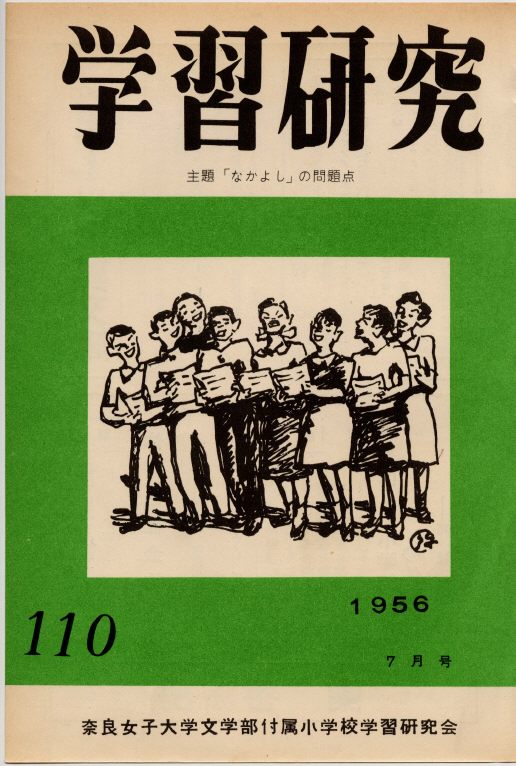 学習研究
主題「なかよし」の問題点
1956
110
7月号
奈良女子大学文学部付属小学校学習研究会